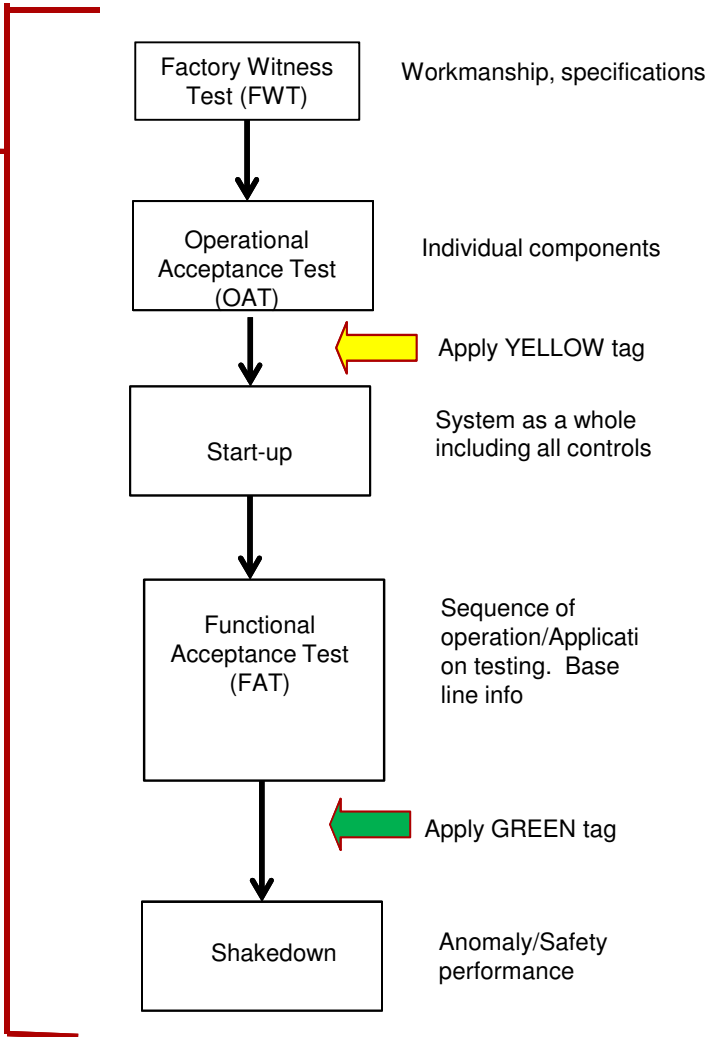 Factory Witness
Test (FWT)
Workmanship, specifications
Operational
Acceptance Test
(OAT)
Individual components
Apply YELLOW tag
Start-up
System as a whole
including all controls
Functional
Acceptance Test
(FAT)
Sequence of
operation/Applicati
on testing.  Base
line info
Apply GREEN tag
Shakedown
Anomaly/Safety
performance